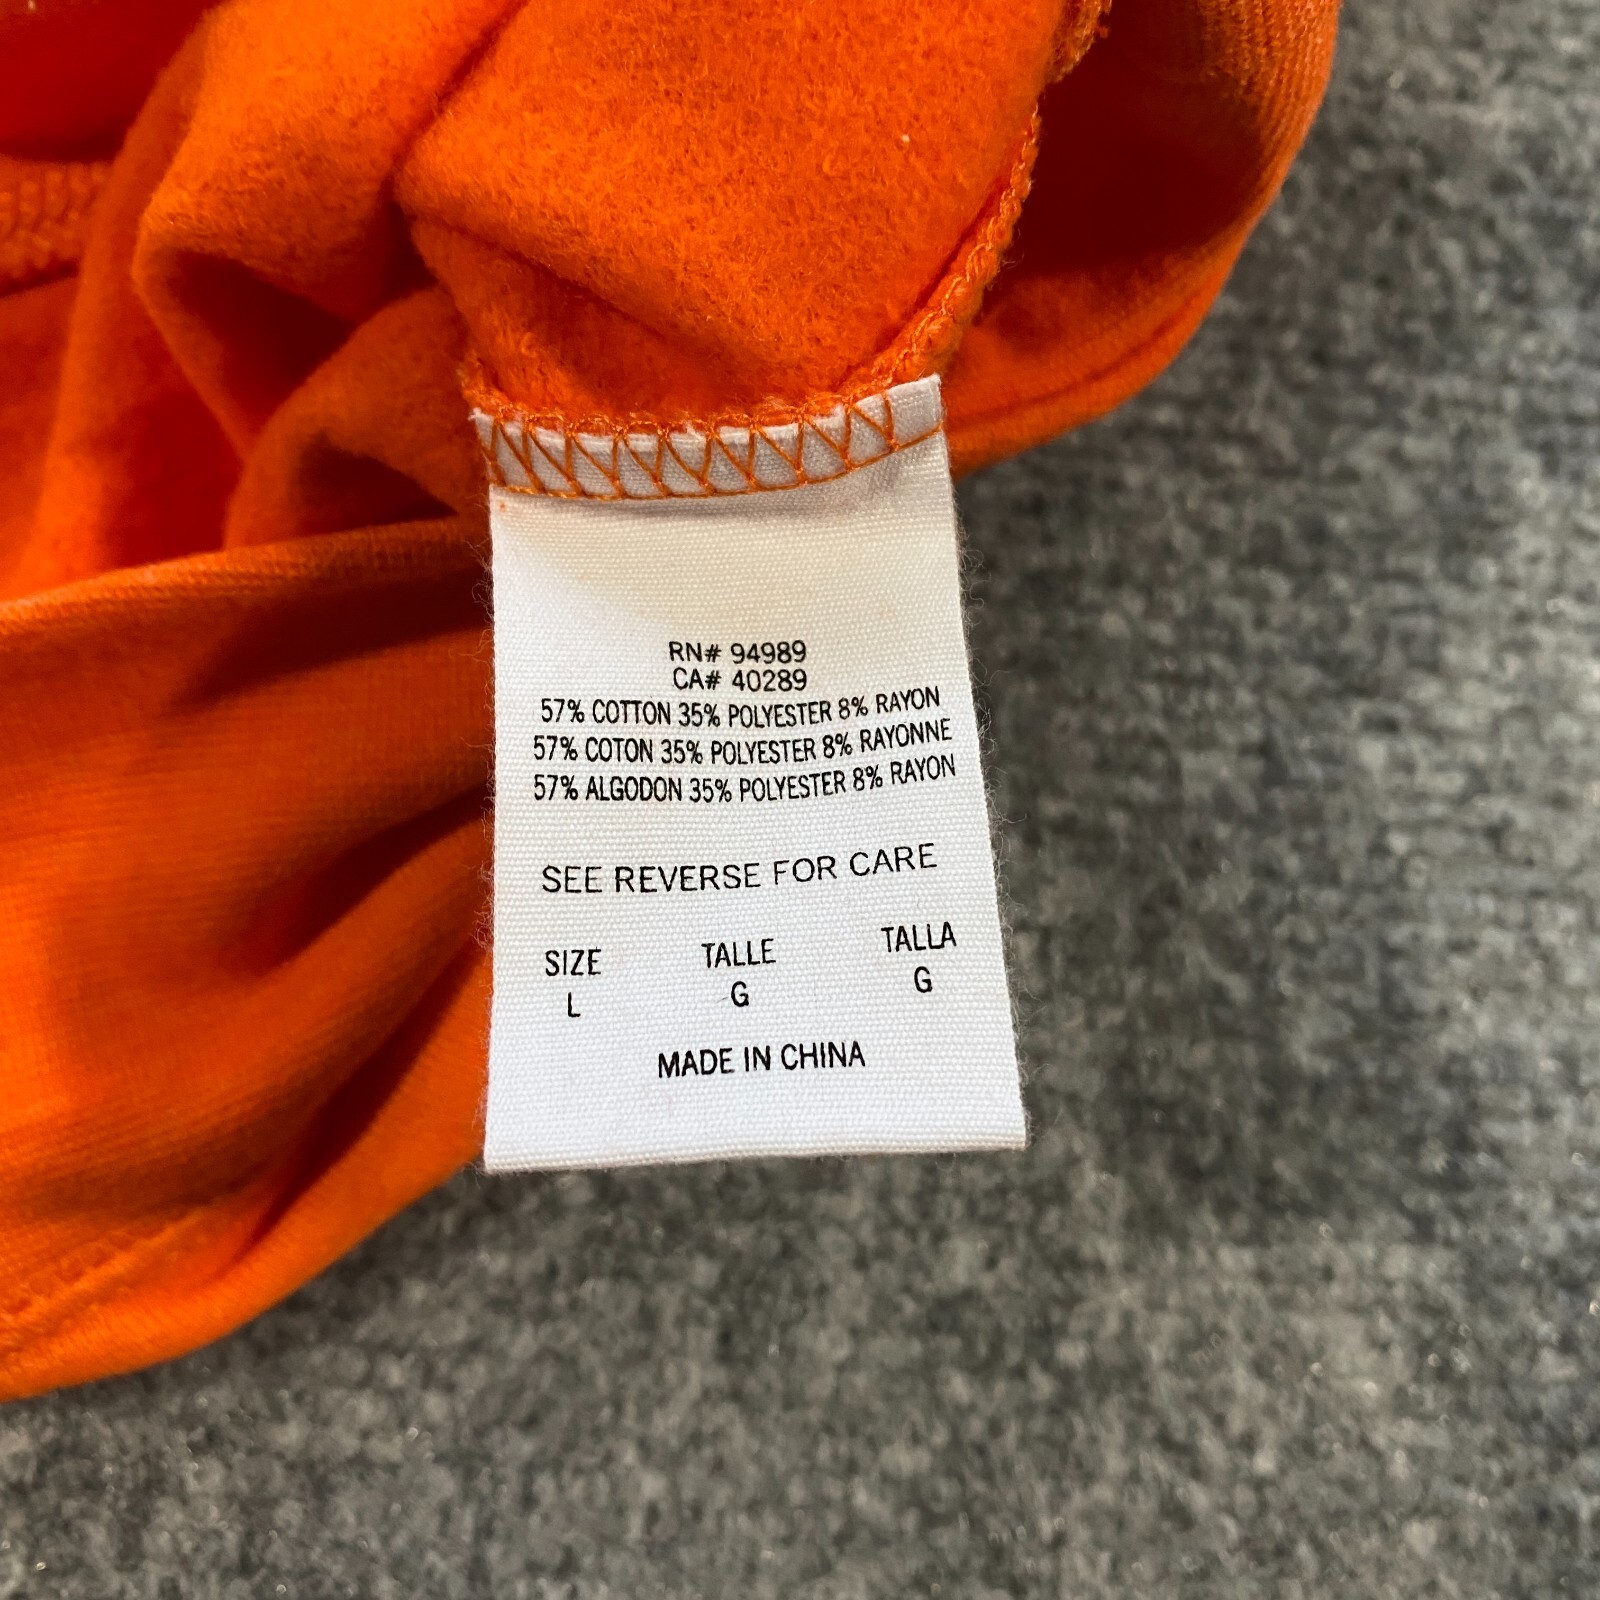 RN# 94989
CA# 40289
57% COTTON 35% POLYESTER 8% RAYON
57% COTON 35% POLYESTER 8% RAYONNE
57% ALGODON 35% POLYESTER 8% RAYON
SEE REVERSE FOR CARE
SIZE TALLE TALLA
L G G
MADE IN CHINA